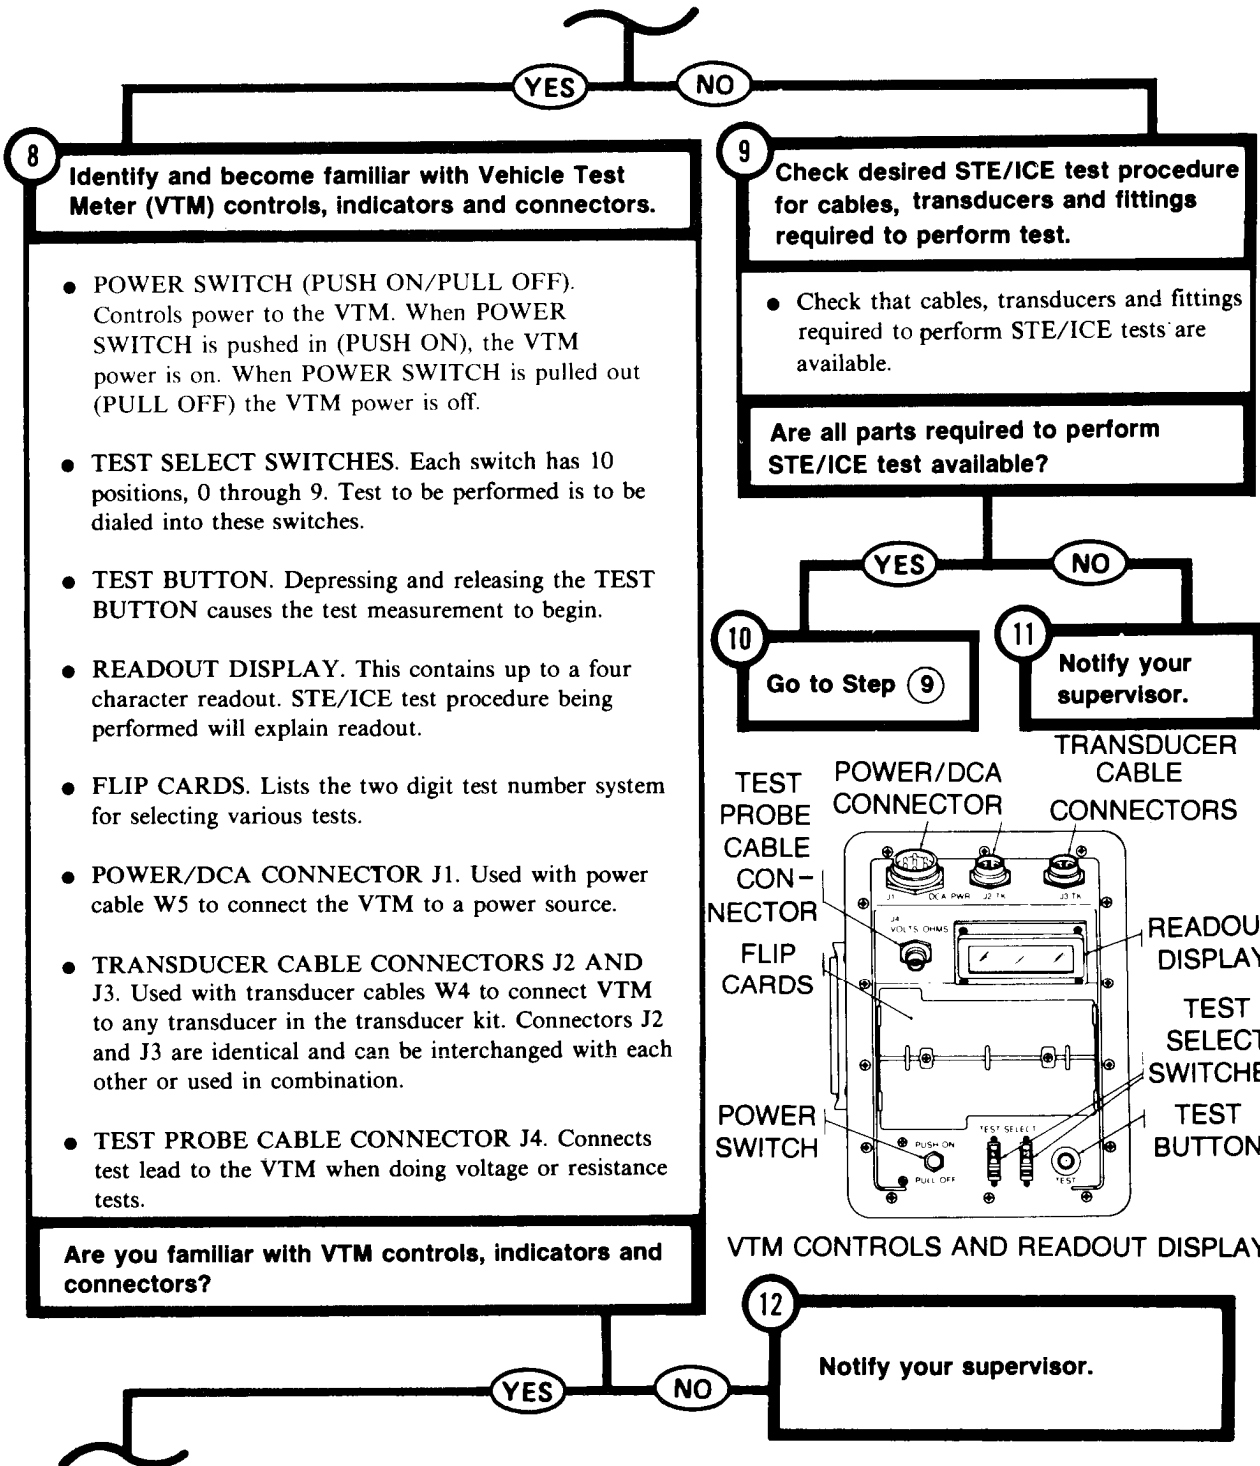 YES
NO
8
Identify and become familiar with Vehicle Test
Meter (VTM) controls, indicators and connectors.
● POWER SWITCH (PUSH ON/PULL OFF).
Controls power to the VTM. When POWER
SWITCH is pushed in (PUSH ON), the VTM
power is on. When POWER SWITCH is pulled out
(PULL OFF) the VTM power is off.
● TEST SELECT SWITCHES. Each switch has 10
positions, 0 through 9. Test to be performed is to be
dialed into these switches.
● TEST BUTTON. Depressing and releasing the TEST
BUTTON causes the test measurement to begin.
● READOUT DISPLAY. This contains up to a four
character readout. STE/ICE test procedure being
performed will explain readout.
● FLIP CARDS. Lists the two digit test number system
for selecting various tests.
● POWER/DCA CONNECTOR J1. Used with power
cable W5 to connect the VTM to a power source.
● TRANSDUCER CABLE CONNECTORS J2 AND
J3. Used with transducer cables W4 to connect VTM
to any transducer in the transducer kit. Connectors J2
and J3 are identical and can be interchanged with each
other or used in combination.
● TEST PROBE CABLE CONNECTOR J4. Connects
test lead to the VTM when doing voltage or resistance
tests.
Are you familiar with VTM controls, indicators and
connectors?
9
Check desired STE/ICE test procedure
for cables, transducers and fittings
required to perform test.
● Check that cables, transducers and fittings
required to perform STE/ICE tests are
available.
Are all parts required to perform
STE/ICE test available?
YES
NO
10
Go to Step 9
11
Notify your
supervisor.
TEST
PROBE
CABLE
CON-
NECTOR
POWER/DCA
CONNECTOR
TRANSDUCER
CABLE
CONNECTORS
J1
DCA PWR
J2 TK
J3 TK
J4
VOLTS OHMS
READOU
DISPLAY
FLIP
CARDS
TEST
SELECT
SWITCHE
POWER
SWITCH
PUSH ON
PULL OFF
TEST SELECT
TEST
TEST
BUTTON
VTM CONTROLS AND READOUT DISPLAY
12
Notify your supervisor.
YES
NO